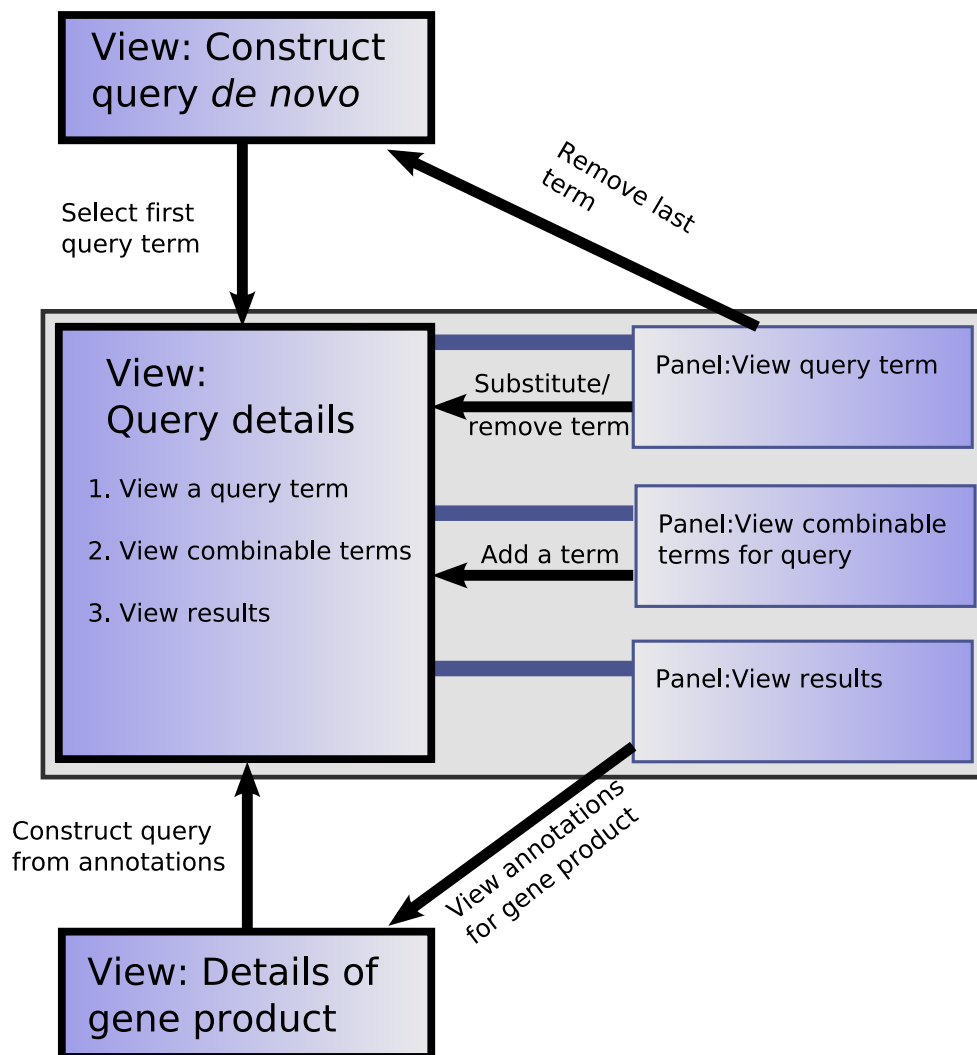 View: Construct
query de novo
Remove last
term
Select first
query term
View:
Query details
1. View a query term
2. View combinable terms
3. View results
Substitute/
remove term
Panel:View query term
Add a term
Panel:View combinable
terms for query
Panel:View results
Construct query
from annotations
View annotations
for gene product
View: Details of
gene product